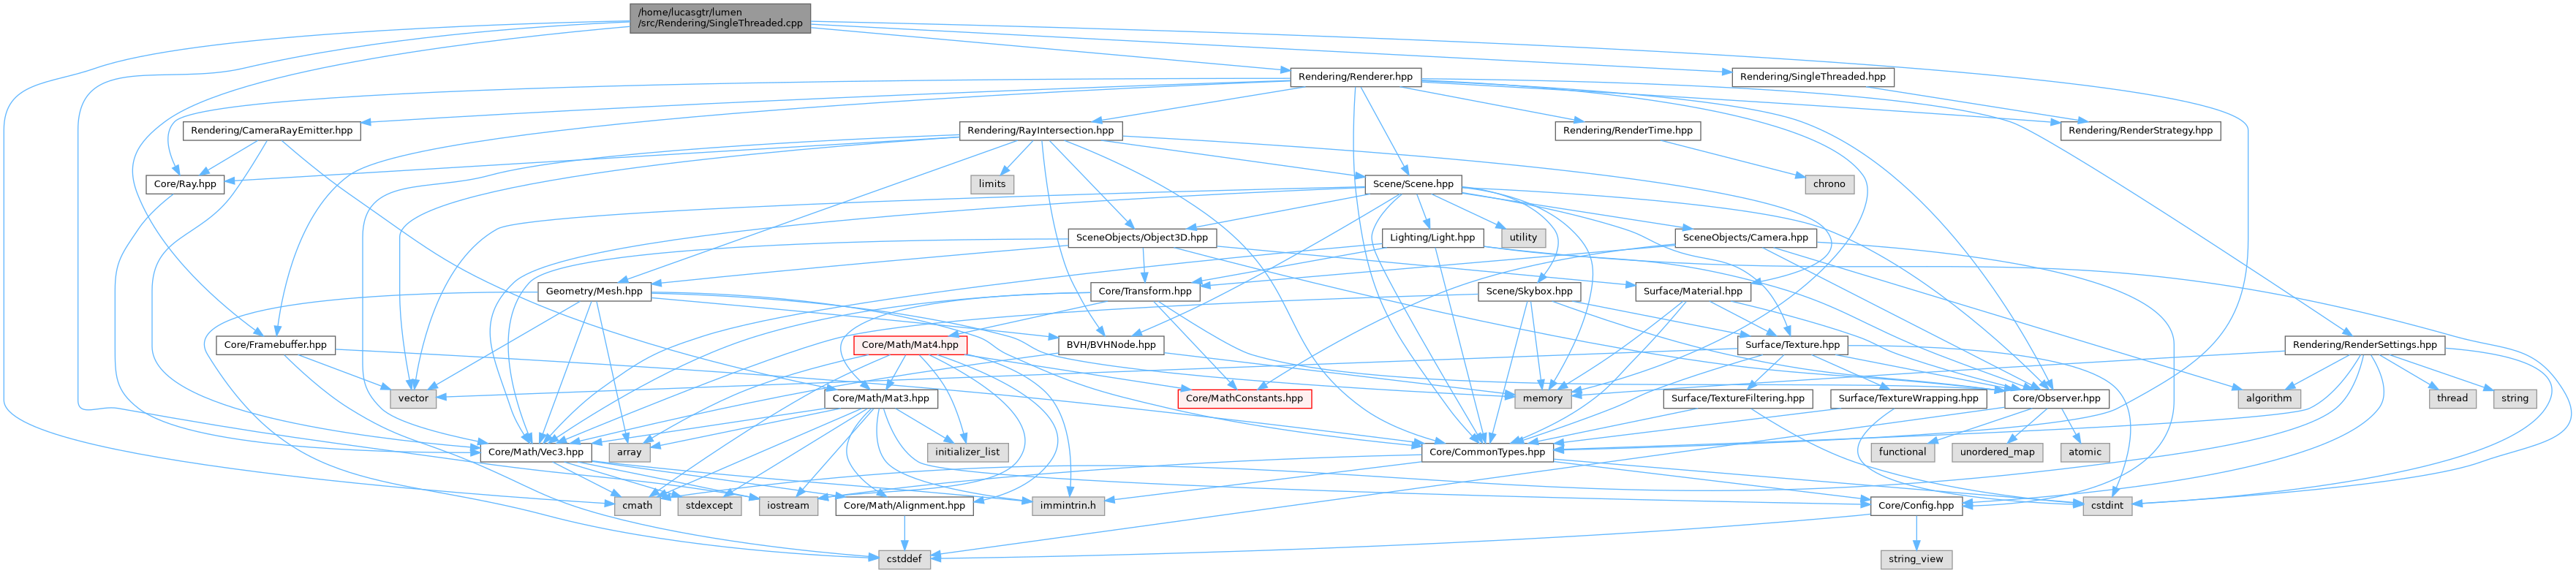 /home/lucasgtr/lumen
/src/Rendering/SingleThreaded.cpp
Rendering/Renderer.hpp
Rendering/SingleThreaded.hpp
Rendering/CameraRayEmitter.hpp
Rendering/RayIntersection.hpp
Rendering/RenderTime.hpp
Rendering/RenderStrategy.hpp
Core/Ray.hpp
limits
Scene/Scene.hpp
chrono
SceneObjects/Object3D.hpp
Lighting/Light.hpp
utility
SceneObjects/Camera.hpp
Geometry/Mesh.hpp
Core/Transform.hpp
Scene/Skybox.hpp
Surface/Material.hpp
Core/Framebuffer.hpp
Core/Math/Mat4.hpp
BVH/BVHNode.hpp
Surface/Texture.hpp
Rendering/RenderSettings.hpp
vector
Core/Math/Mat3.hpp
Core/MathConstants.hpp
memory
Surface/TextureFiltering.hpp
Surface/TextureWrapping.hpp
Core/Observer.hpp
algorithm
thread
string
Core/Math/Vec3.hpp
array
initializer_list
Core/CommonTypes.hpp
functional
unordered_map
atomic
cmath
stdexcept
iostream
Core/Math/Alignment.hpp
immintrin.h
Core/Config.hpp
cstdint
cstddef
string_view